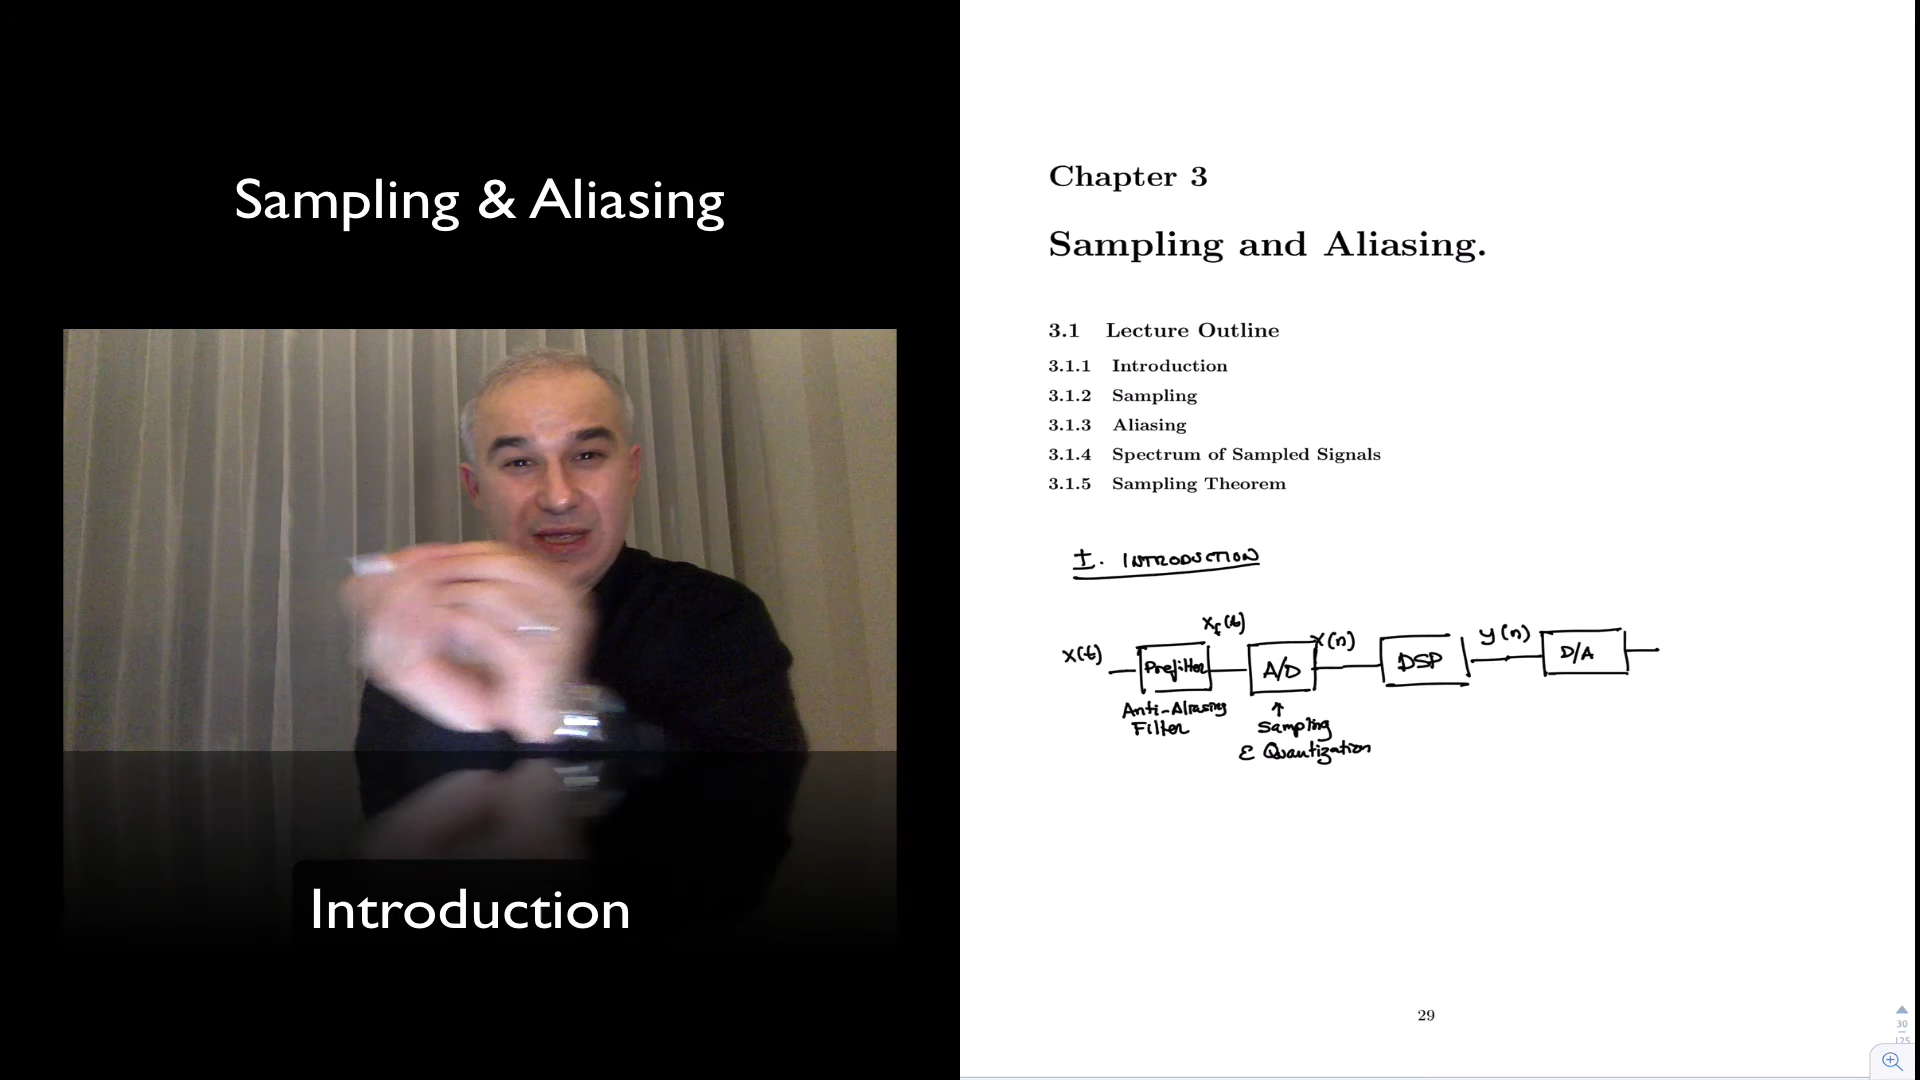 Sampling & Aliasing
Introduction
Chapter 3
Sampling and Aliasing.
3.1 Lecture Outline
3.1.1 Introduction
3.1.2 Sampling
3.1.3 Aliasing
3.1.4 Spectrum of Sampled Signals
3.1.5 Sampling Theorem
I. INTRODUCTION
x(t) Prefilter xf(t) A/D x(n) DSP y(n) D/A
Anti-Aliasing
Filter
↑
Sampling
& Quantization
29
30
125